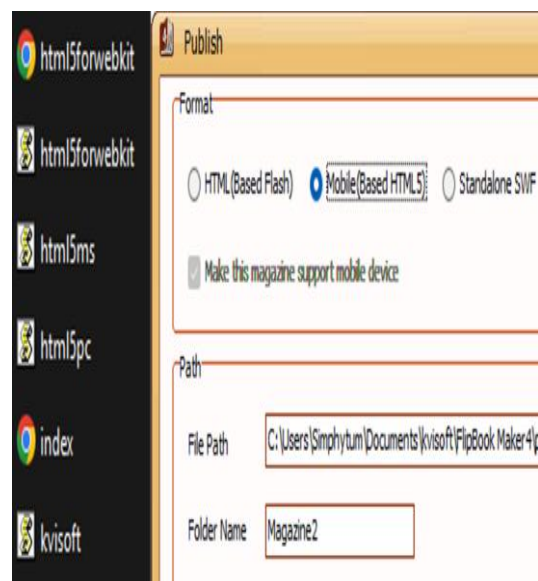 html5forwebkit
html5forwebkit
html5ms
html5pc
index
kvisoft
Publish
Format
HTML(Based Flash)
Mobile(Based HTML5)
Standalone SWF
Make this magazine support mobile device
Path
File Path
C:\Users\Simphytum\Documents\kvisoft\FlipBook Maker4\p
Folder Name
Magazine2